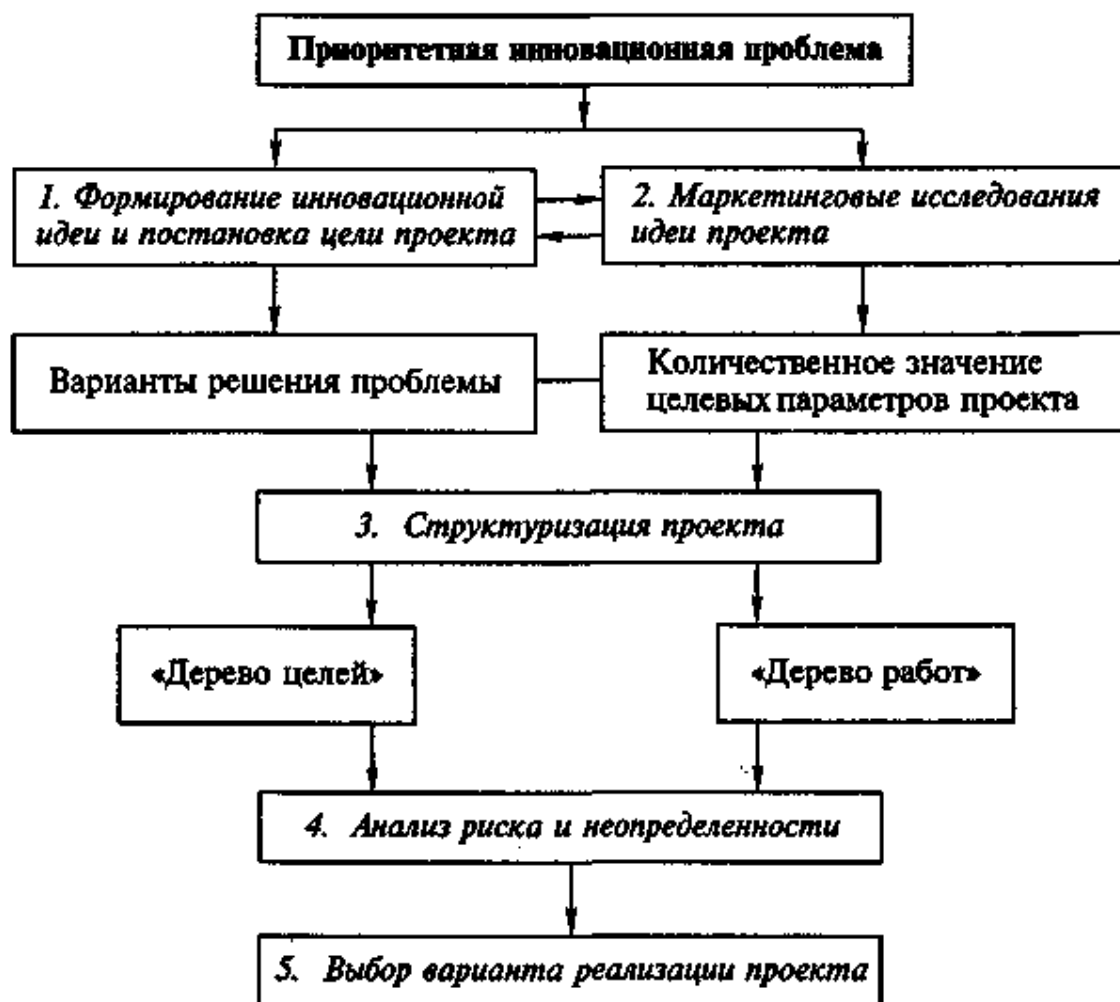 Приоритетная инновационная проблема
1. Формирование инновационной
идеи и постановка цели проекта
2. Маркетинговые исследования
идеи проекта
Варианты решения проблемы
Количественное значение
целевых параметров проекта
3. Структуризация проекта
«Дерево целей»
«Дерево работ»
4. Анализ риска и неопределенности
5. Выбор варианта реализации проекта